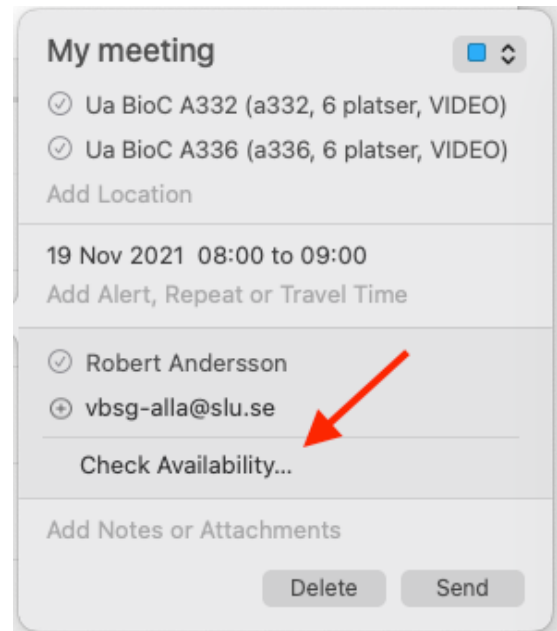 My meeting
Ua BioC A332 (a332, 6 platser, VIDEO)
Ua BioC A336 (a336, 6 platser, VIDEO)
Add Location
19 Nov 2021 08:00 to 09:00
Add Alert, Repeat or Travel Time
Robert Andersson
vbsg-alla@slu.se
Check Availability...
Add Notes or Attachments
Delete Send